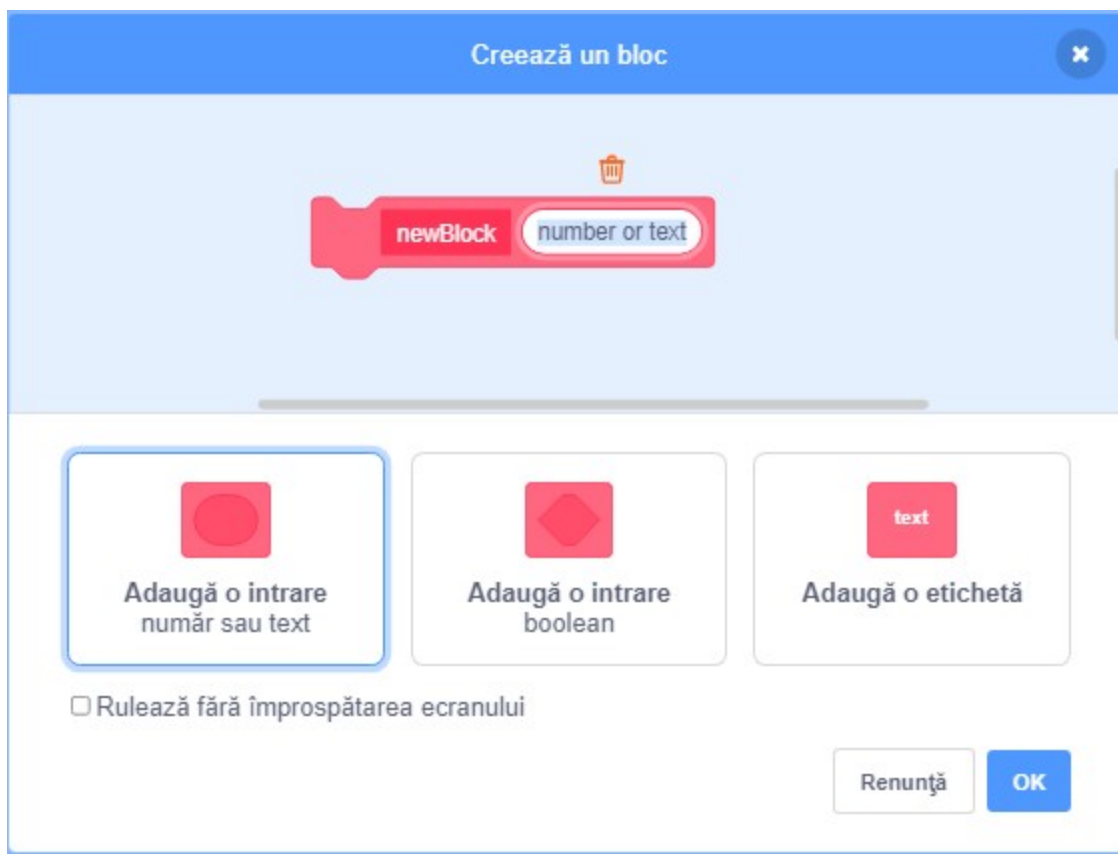 Creează un bloc
newBlock number or text
text
Adaugă o intrare
număr sau text
Adaugă o intrare
boolean
Adaugă o etichetă
Rulează fără împrospătarea ecranului
Renunţă
OK